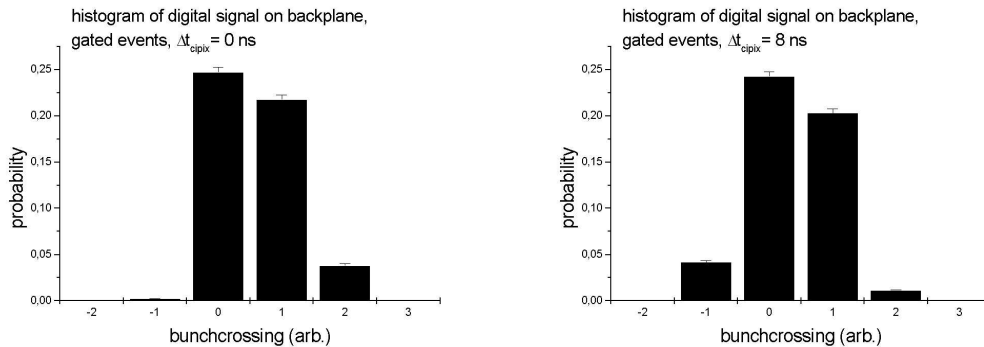 histogram of digital signal on backplane,
gated events, Δt_cipix = 0 ns
0,25
0,20
0,15
0,10
0,05
0,00
probability
-2 -1 0 1 2 3
bunchcrossing (arb.)
histogram of digital signal on backplane,
gated events, Δt_cipix = 8 ns
0,25
0,20
0,15
0,10
0,05
0,00
probability
-2 -1 0 1 2 3
bunchcrossing (arb.)